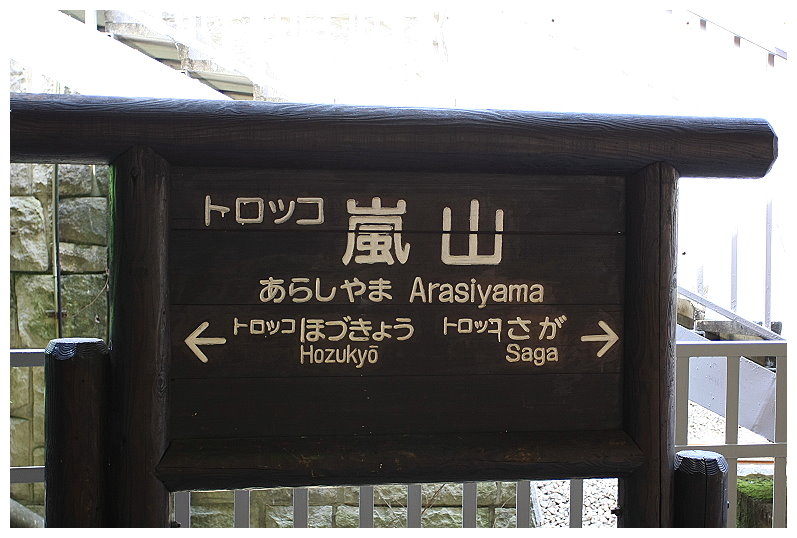 トロッコ 嵐山
あらしやま Arasiyama
← トロッコほづきょう トロッコさが →
Hozukyō Saga